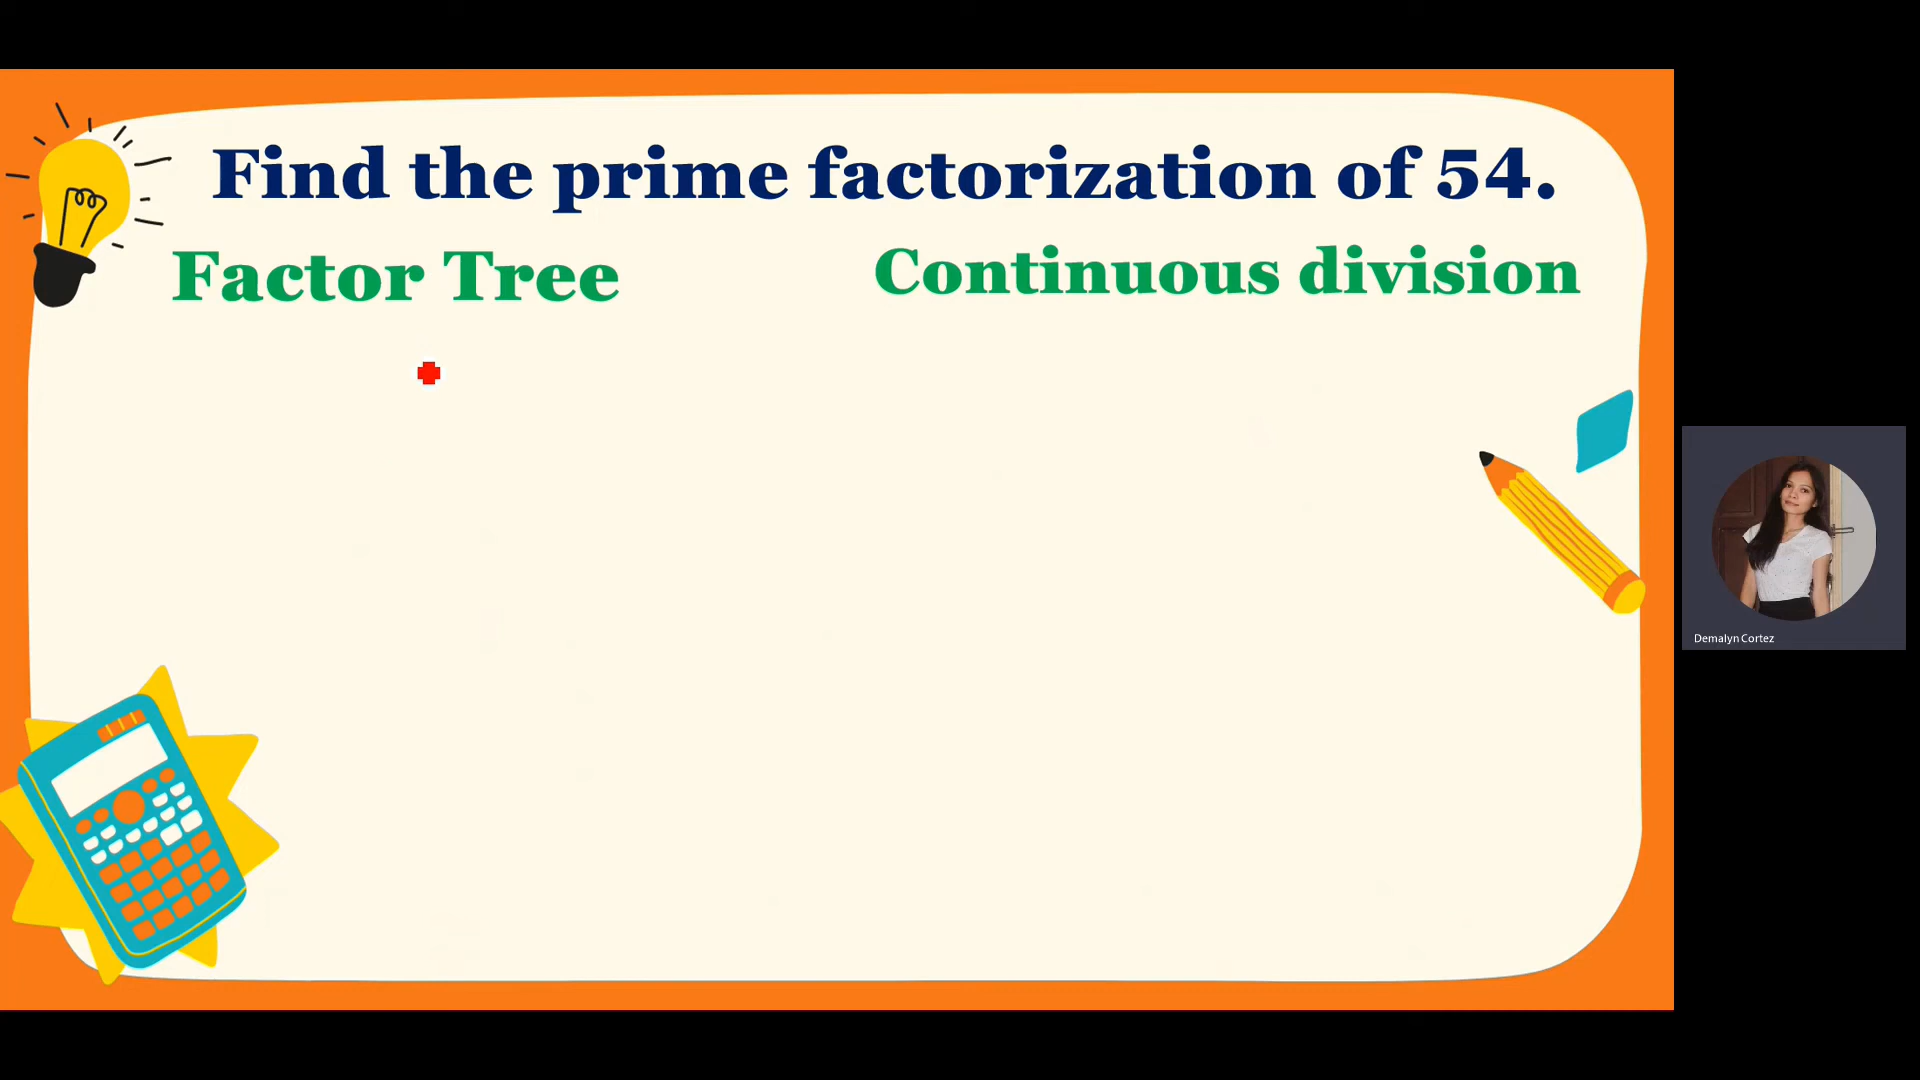 Find the prime factorization of 54.
Factor Tree
Continuous division
Demalyn Cortez